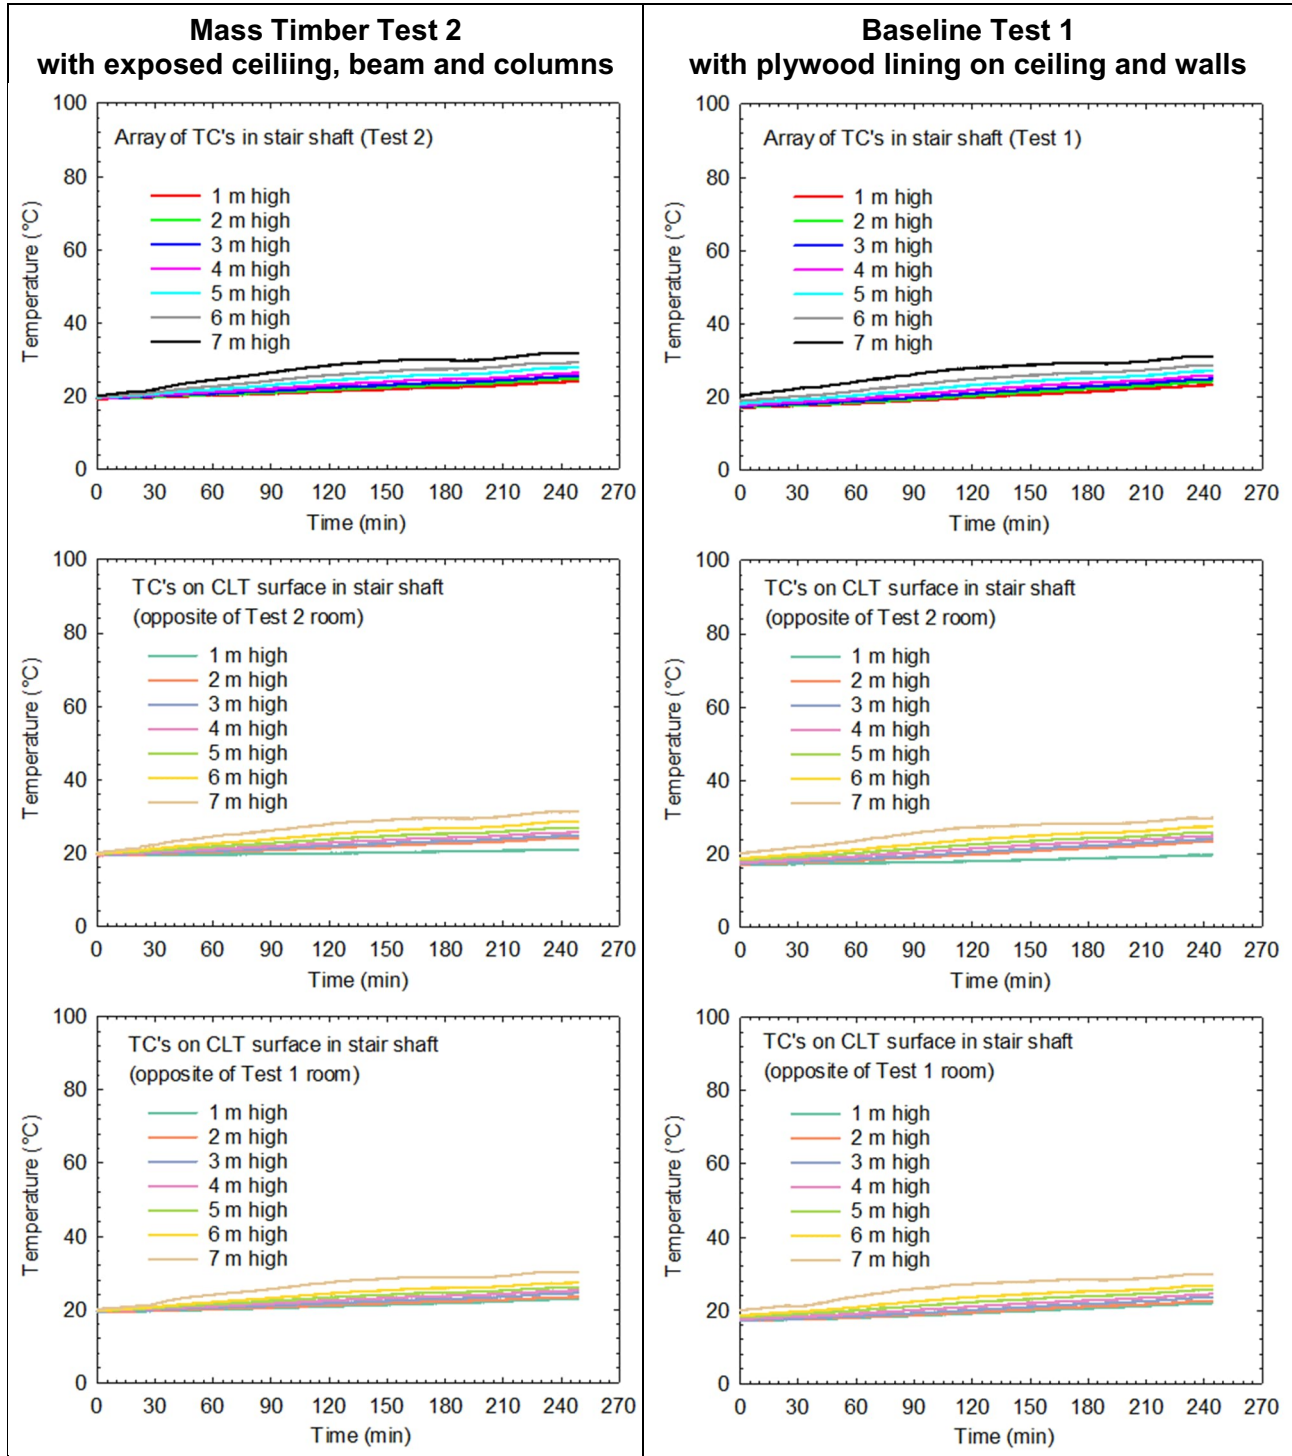 Mass Timber Test 2
with exposed ceiliing, beam and columns
Baseline Test 1
with plywood lining on ceiling and walls
Temperature (°C)
100
80
60
40
20
0
Array of TC's in stair shaft (Test 2)
1 m high
2 m high
3 m high
4 m high
5 m high
6 m high
7 m high
0 30 60 90 120 150 180 210 240 270
Time (min)
Temperature (°C)
100
80
60
40
20
0
Array of TC's in stair shaft (Test 1)
1 m high
2 m high
3 m high
4 m high
5 m high
6 m high
7 m high
0 30 60 90 120 150 180 210 240 270
Time (min)
Temperature (°C)
100
80
60
40
20
0
TC's on CLT surface in stair shaft
(opposite of Test 2 room)
1 m high
2 m high
3 m high
4 m high
5 m high
6 m high
7 m high
0 30 60 90 120 150 180 210 240 270
Time (min)
Temperature (°C)
100
80
60
40
20
0
TC's on CLT surface in stair shaft
(opposite of Test 2 room)
1 m high
2 m high
3 m high
4 m high
5 m high
6 m high
7 m high
0 30 60 90 120 150 180 210 240 270
Time (min)
Temperature (°C)
100
80
60
40
20
0
TC's on CLT surface in stair shaft
(opposite of Test 1 room)
1 m high
2 m high
3 m high
4 m high
5 m high
6 m high
7 m high
0 30 60 90 120 150 180 210 240 270
Time (min)
Temperature (°C)
100
80
60
40
20
0
TC's on CLT surface in stair shaft
(opposite of Test 1 room)
1 m high
2 m high
3 m high
4 m high
5 m high
6 m high
7 m high
0 30 60 90 120 150 180 210 240 270
Time (min)